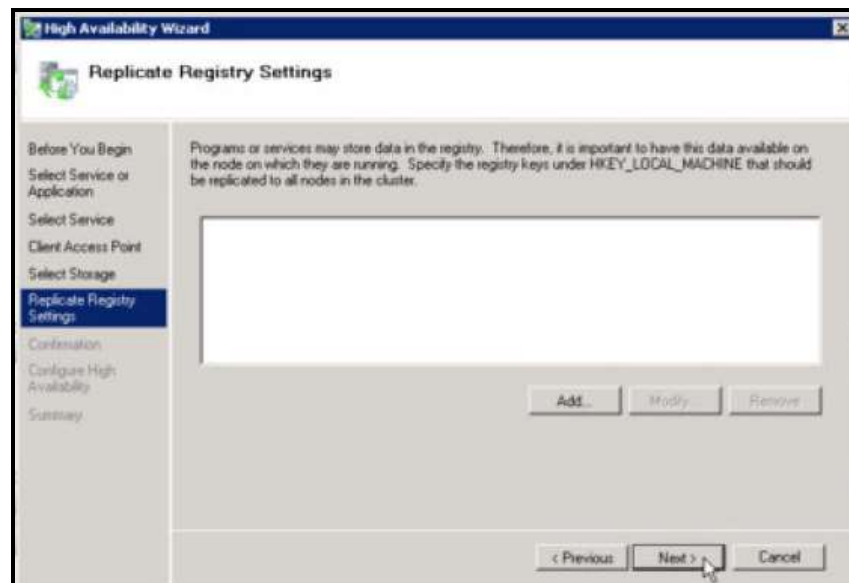 High Availability Wizard
Replicate Registry Settings
Before You Begin
Select Service or
Application
Select Service
Client Access Point
Select Storage
Replicate Registry
Settings
Confirmation
Configure High
Availability
Summary
Programs or services may store data in the registry. Therefore, it is important to have this data available on
the node on which they are running. Specify the registry keys under HKEY_LOCAL_MACHINE that should
be replicated to all nodes in the cluster.
Add...
Modify...
Remove
< Previous
Next >
Cancel